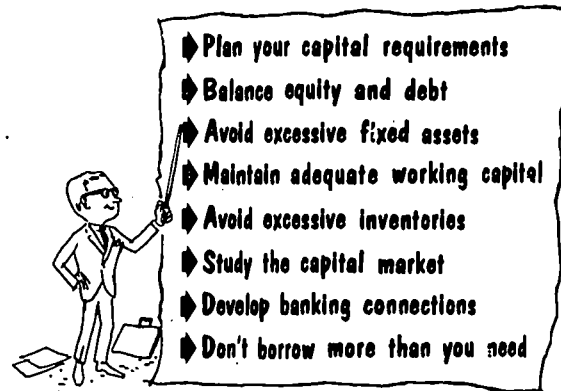 Plan your capital requirements
Balance equity and debt
Avoid excessive fixed assets
Maintain adequate working capital
Avoid excessive inventories
Study the capital market
Develop banking connections
Don't borrow more than you need